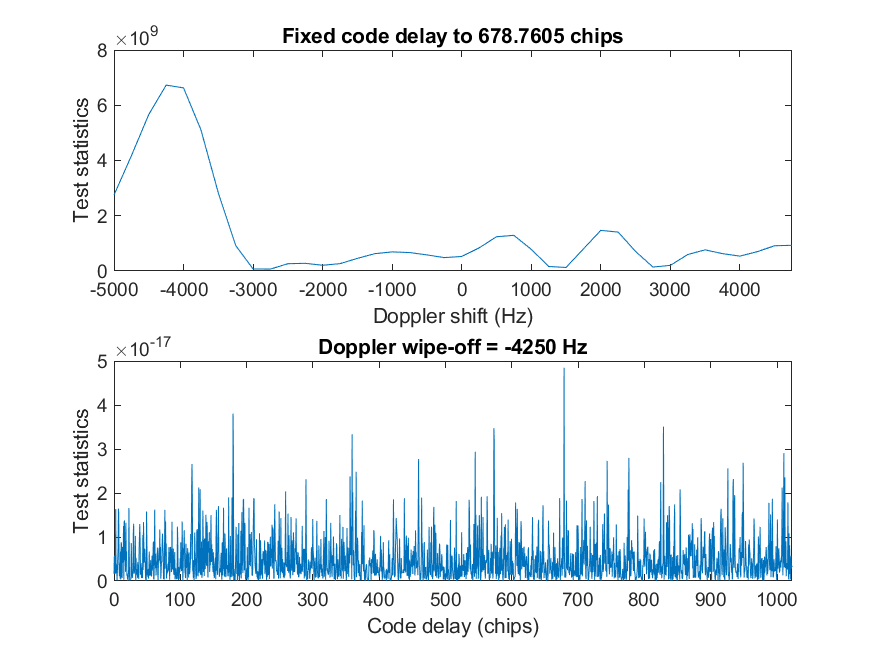 ×10^9
Fixed code delay to 678.7605 chips
8
6
4
2
0
Test statistics
-5000 -4000 -3000 -2000 -1000 0 1000 2000 3000 4000
Doppler shift (Hz)
×10^-17
Doppler wipe-off = -4250 Hz
5
4
3
2
1
0
Test statistics
0 100 200 300 400 500 600 700 800 900 1000
Code delay (chips)